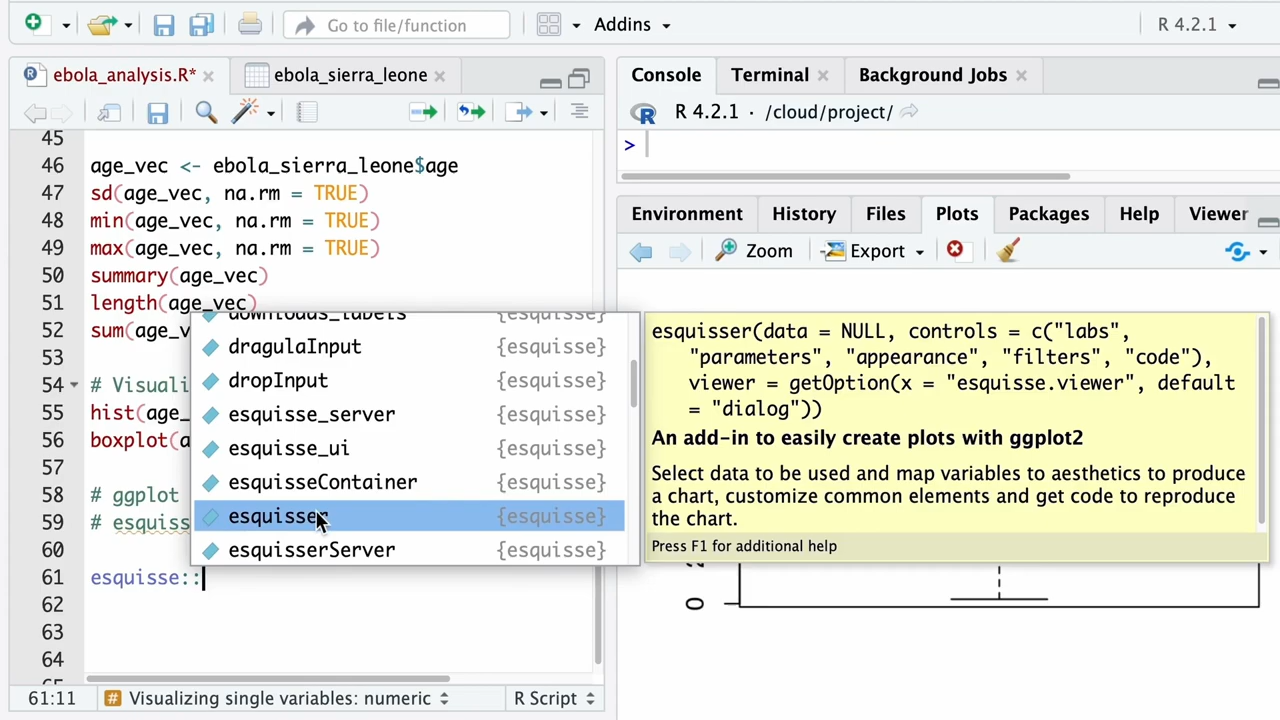 Go to file/function
Addins
R 4.2.1
ebola_analysis.R*
ebola_sierra_leone
Console
Terminal
Background Jobs
R 4.2.1 · /cloud/project/
>
45
46 age_vec <- ebola_sierra_leone$age
47 sd(age_vec, na.rm = TRUE)
48 min(age_vec, na.rm = TRUE)
49 max(age_vec, na.rm = TRUE)
50 summary(age_vec)
51 length(age_vec)
52 sum(age_v
53
54 # Visuali
55 hist(age_
56 boxplot(a
57
58 # ggplot
59 # esquiss
60
61 esquisse::
62
63
64
downloads_labels {esquisse}
dragulaInput {esquisse}
dropInput {esquisse}
esquisse_server {esquisse}
esquisse_ui {esquisse}
esquisseContainer {esquisse}
esquisser {esquisse}
esquisserServer {esquisse}
Environment
History
Files
Plots
Packages
Help
Viewer
Zoom
Export
esquisser(data = NULL, controls = c("labs",
"parameters", "appearance", "filters", "code"),
viewer = getOption(x = "esquisse.viewer", default
= "dialog"))
An add-in to easily create plots with ggplot2
Select data to be used and map variables to aesthetics to produce
a chart, customize common elements and get code to reproduce
the chart.
Press F1 for additional help
0
61:11
# Visualizing single variables: numeric
R Script